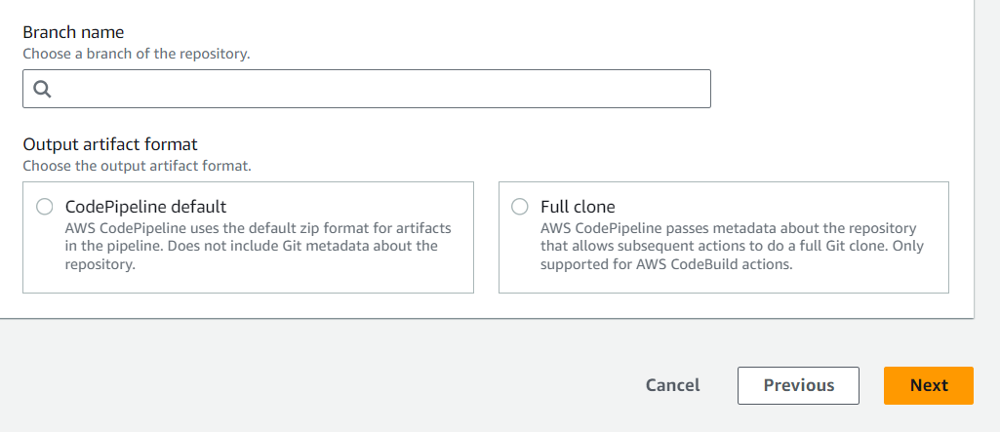 Branch name
Choose a branch of the repository.
Output artifact format
Choose the output artifact format.
CodePipeline default
AWS CodePipeline uses the default zip format for artifacts
in the pipeline. Does not include Git metadata about the
repository.
Full clone
AWS CodePipeline passes metadata about the repository
that allows subsequent actions to do a full Git clone. Only
supported for AWS CodeBuild actions.
Cancel
Previous
Next